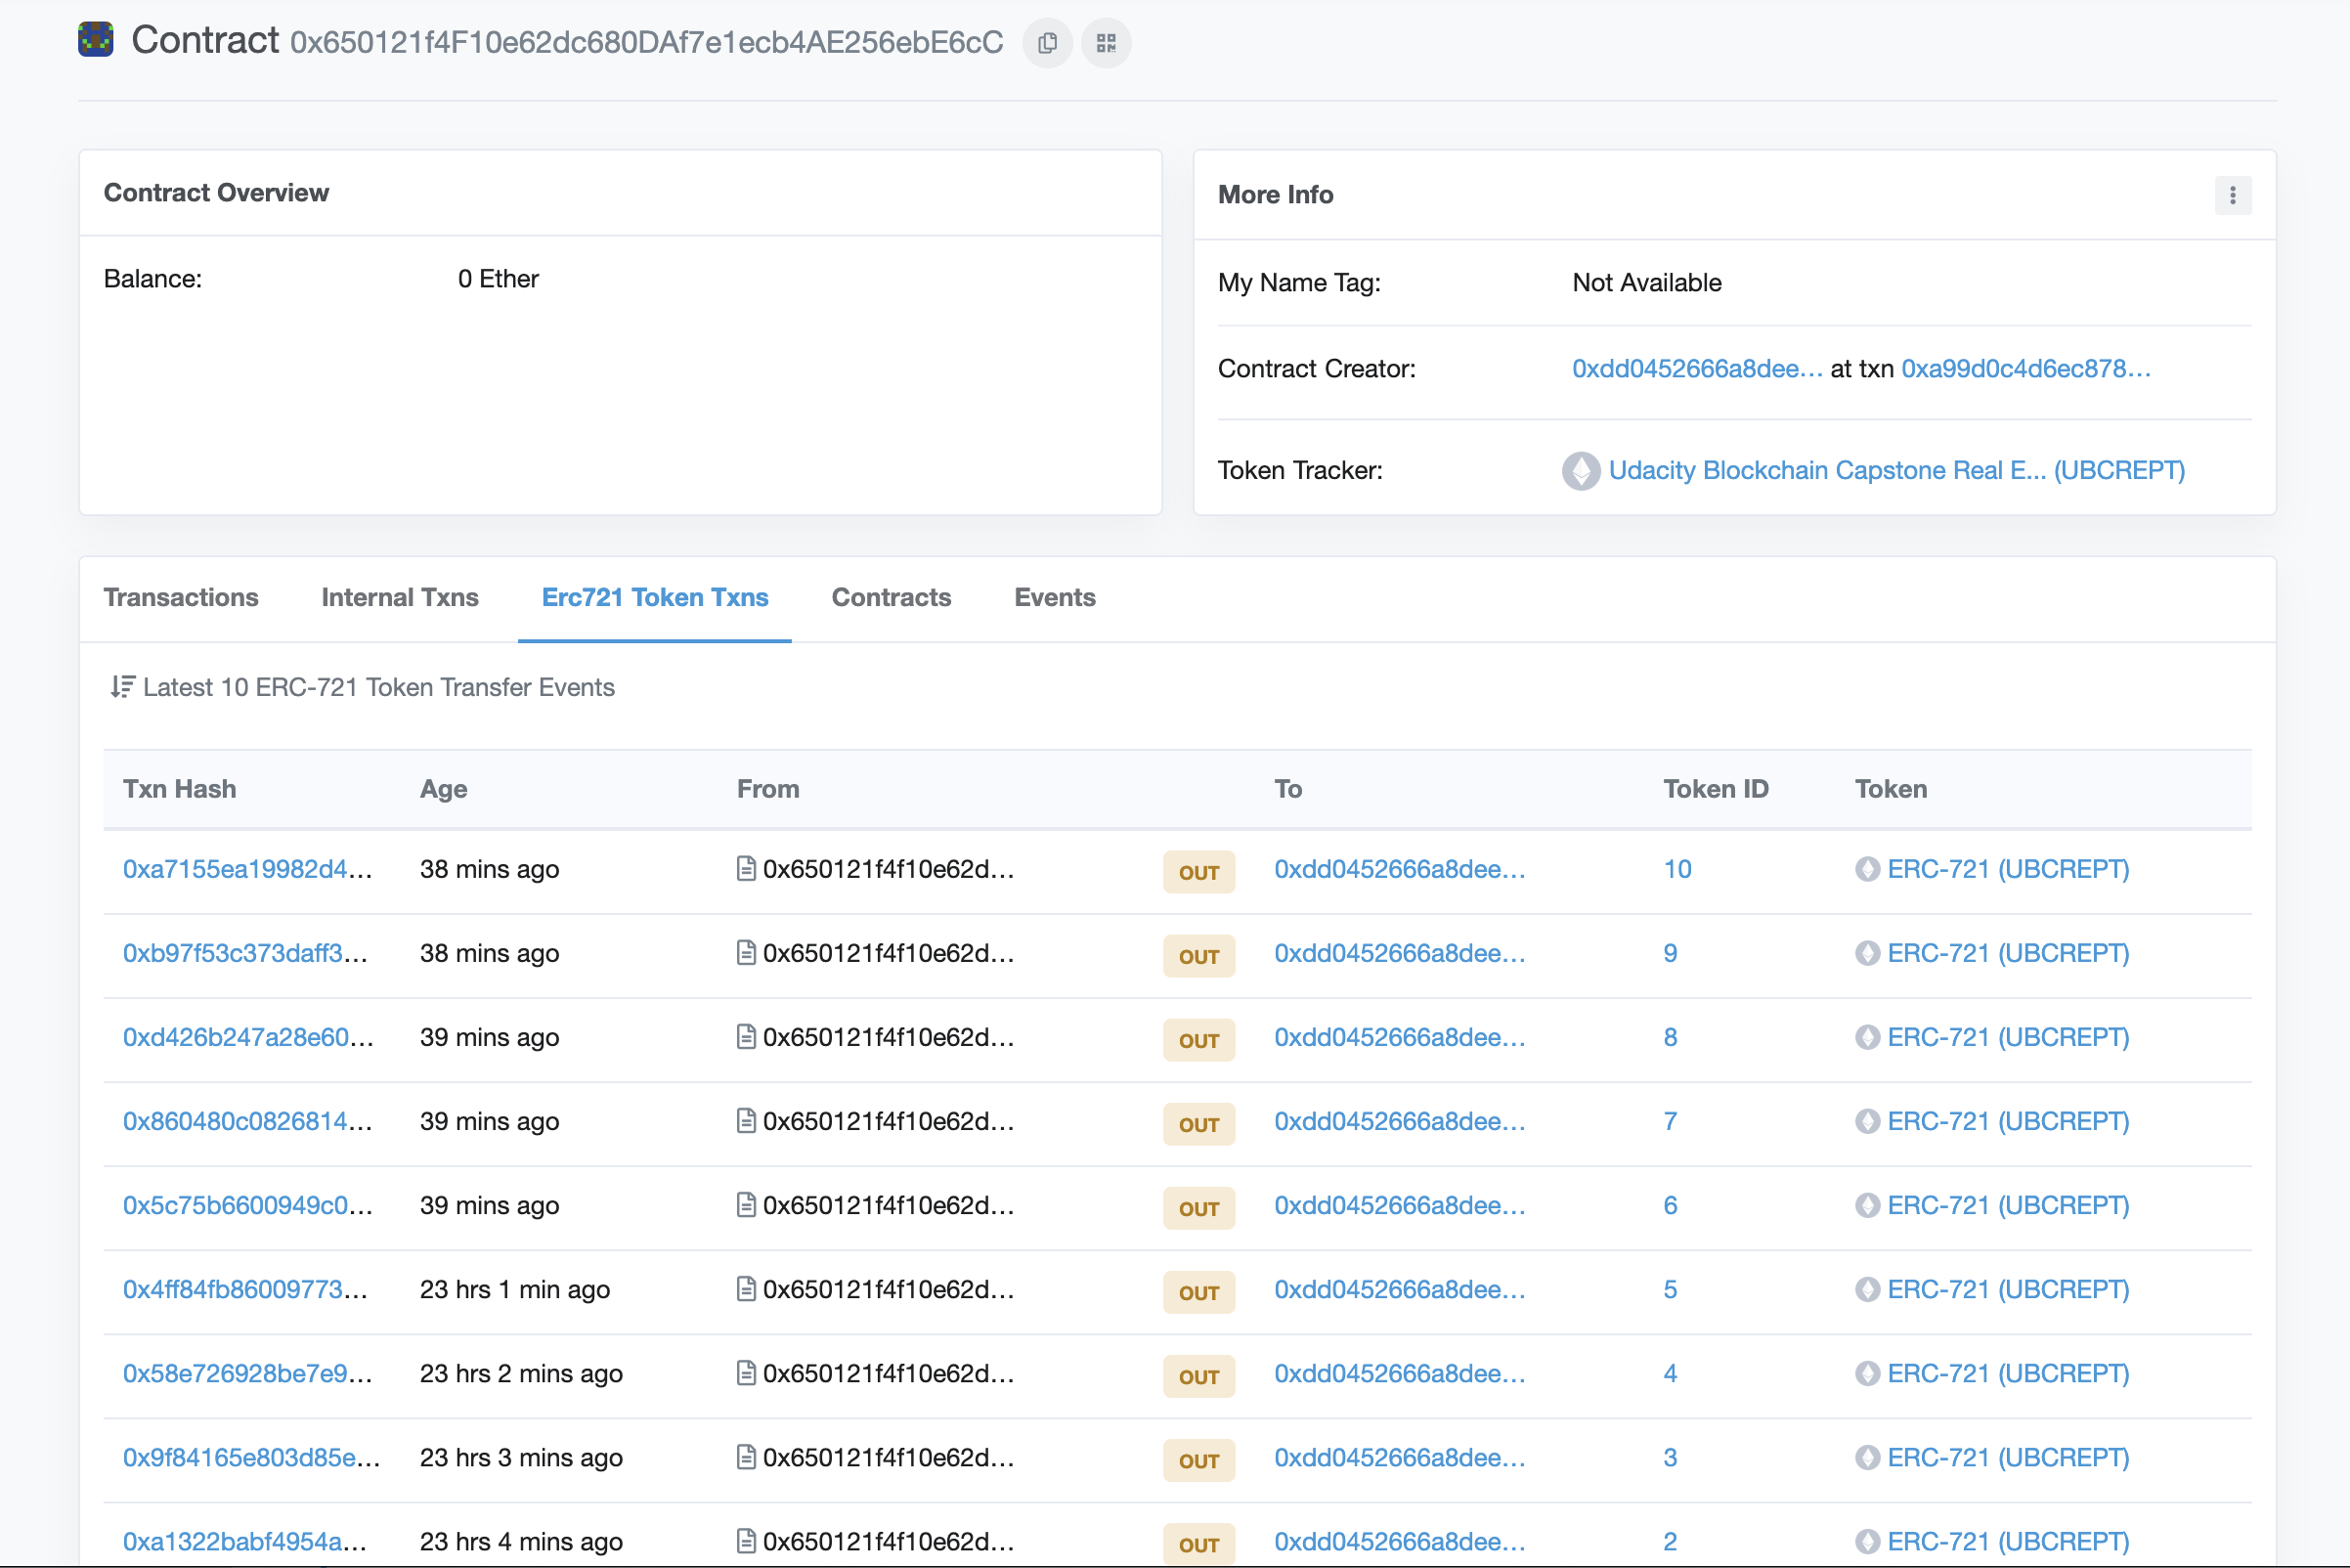 Contract 0x650121f4F10e62dc680DAf7e1ecb4AE256ebE6cC
Contract Overview
Balance: 0 Ether
More Info
My Name Tag: Not Available
Contract Creator: 0xdd0452666a8dee... at txn 0xa99d0c4d6ec878...
Token Tracker: Udacity Blockchain Capstone Real E... (UBCREPT)
Transactions Internal Txns Erc721 Token Txns Contracts Events
Latest 10 ERC-721 Token Transfer Events
Txn Hash Age From To Token ID Token
0xa7155ea19982d4... 38 mins ago 0x650121f4f10e62d... OUT 0xdd0452666a8dee... 10 ERC-721 (UBCREPT)
0xb97f53c373daff3... 38 mins ago 0x650121f4f10e62d... OUT 0xdd0452666a8dee... 9 ERC-721 (UBCREPT)
0xd426b247a28e60... 39 mins ago 0x650121f4f10e62d... OUT 0xdd0452666a8dee... 8 ERC-721 (UBCREPT)
0x860480c0826814... 39 mins ago 0x650121f4f10e62d... OUT 0xdd0452666a8dee... 7 ERC-721 (UBCREPT)
0x5c75b6600949c0... 39 mins ago 0x650121f4f10e62d... OUT 0xdd0452666a8dee... 6 ERC-721 (UBCREPT)
0x4ff84fb86009773... 23 hrs 1 min ago 0x650121f4f10e62d... OUT 0xdd0452666a8dee... 5 ERC-721 (UBCREPT)
0x58e726928be7e9... 23 hrs 2 mins ago 0x650121f4f10e62d... OUT 0xdd0452666a8dee... 4 ERC-721 (UBCREPT)
0x9f84165e803d85e... 23 hrs 3 mins ago 0x650121f4f10e62d... OUT 0xdd0452666a8dee... 3 ERC-721 (UBCREPT)
0xa1322babf4954a... 23 hrs 4 mins ago 0x650121f4f10e62d... OUT 0xdd0452666a8dee... 2 ERC-721 (UBCREPT)